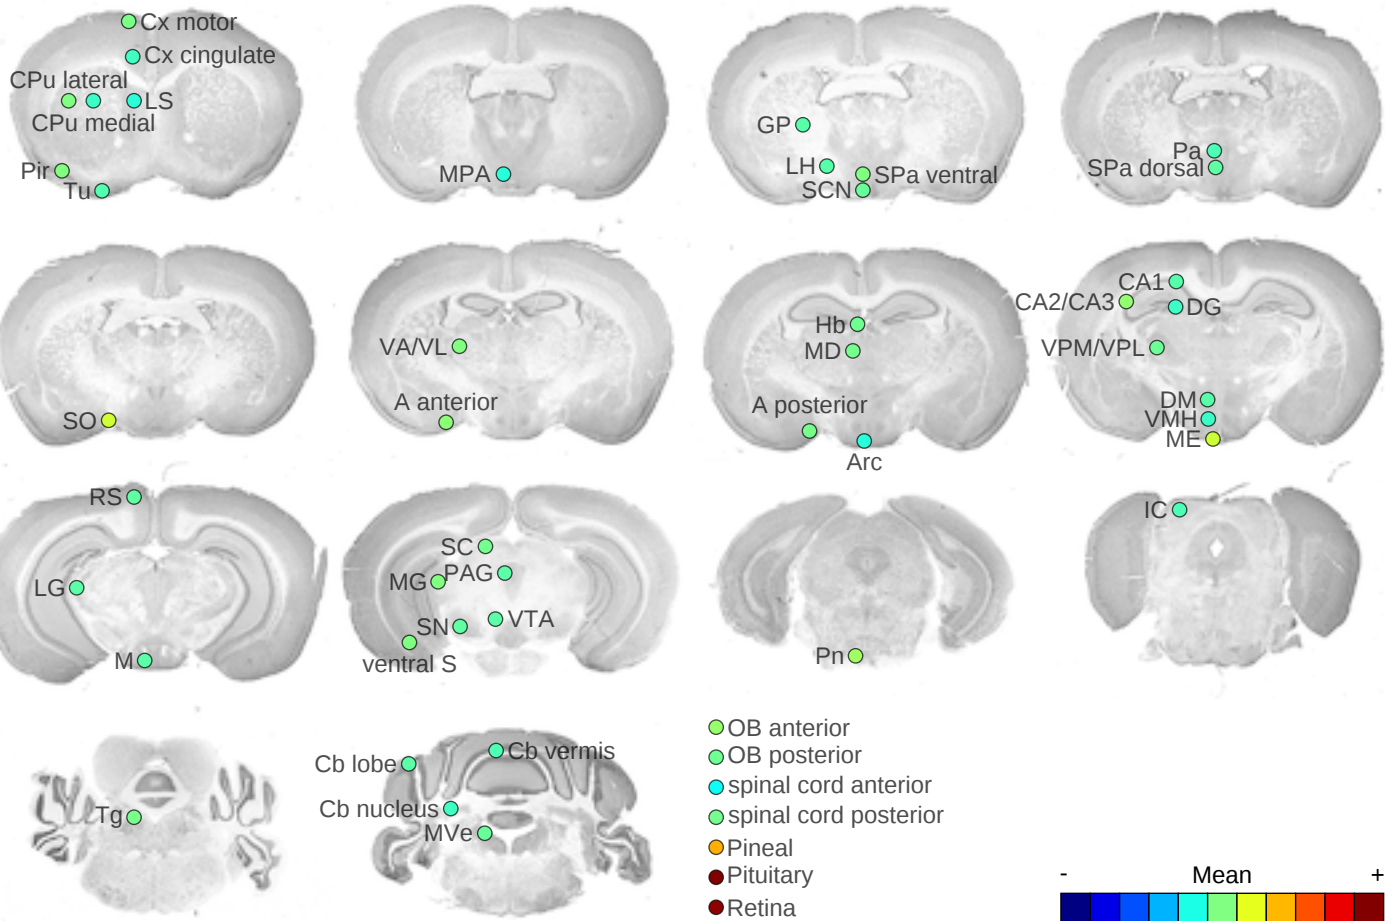 Cx motor
Cx cingulate
CPu lateral
LS
CPu medial
Pir
Tu
MPA
GP
LH
SPa ventral
SCN
Pa
SPa dorsal
SO
VA/VL
A anterior
Hb
MD
A posterior
Arc
CA1
CA2/CA3
DG
VPM/VPL
DM
VMH
ME
RS
LG
M
SC
MG
PAG
SN
VTA
ventral S
Pn
IC
Tg
Cb lobe
Cb vermis
Cb nucleus
MVe
OB anterior
OB posterior
spinal cord anterior
spinal cord posterior
Pineal
Pituitary
Retina
- Mean +